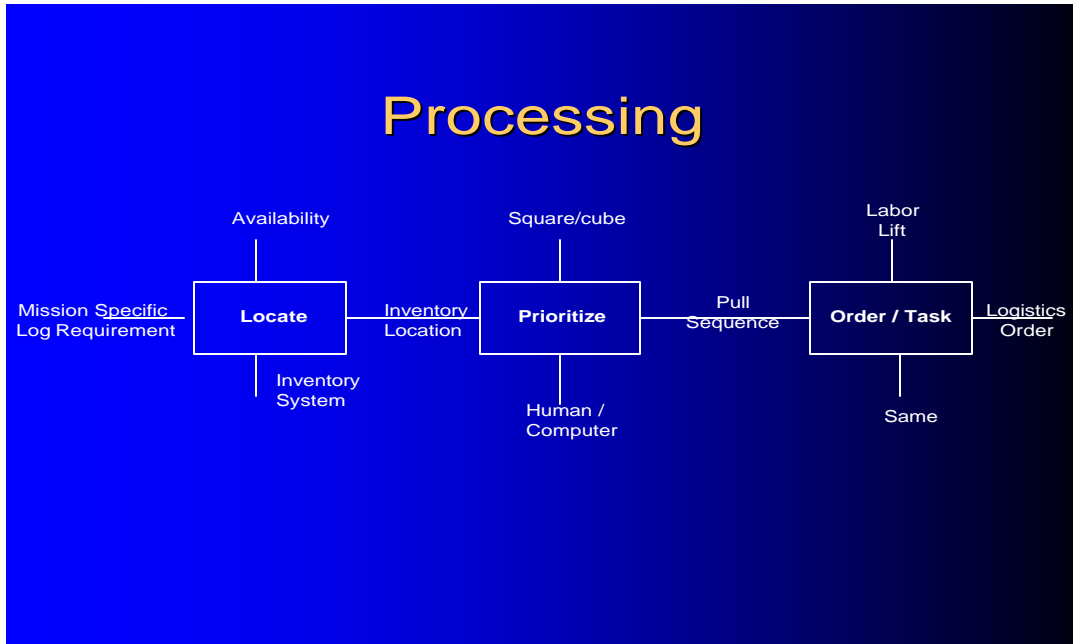 Processing
Availability
Square/cube
Labor
Lift
Mission Specific
Log Requirement
Locate
Inventory
Location
Prioritize
Pull
Sequence
Order / Task
Logistics
Order
Inventory
System
Human /
Computer
Same